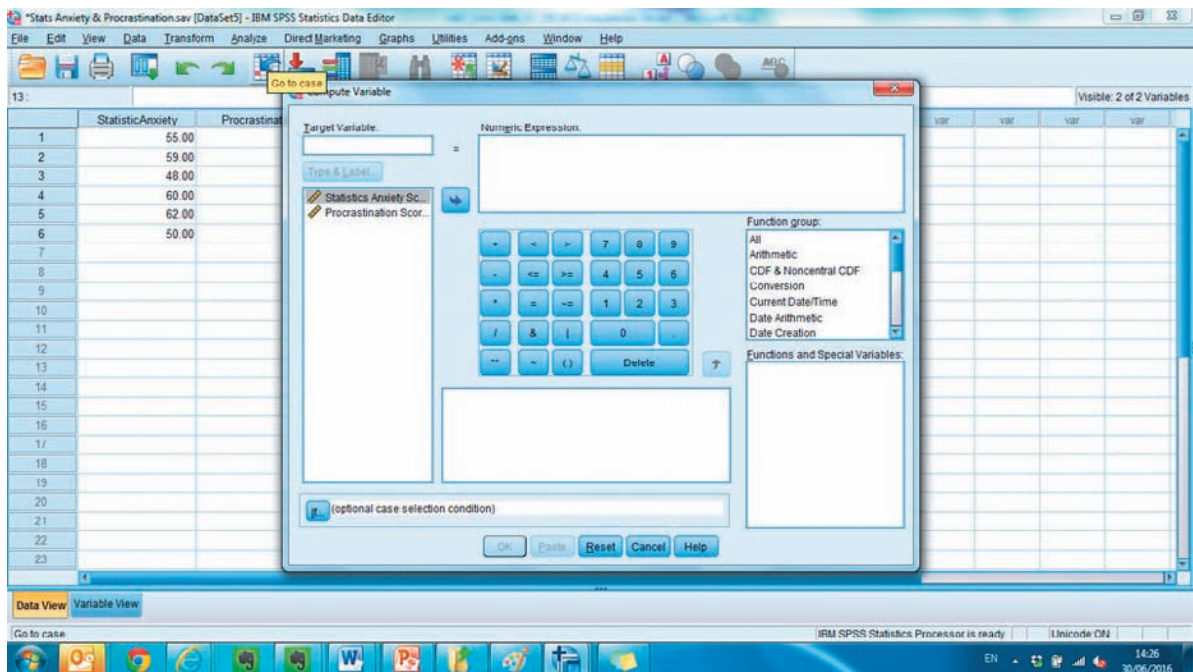 *Stats Anxiety & Procrastination.sav [DataSet5] - IBM SPSS Statistics Data Editor
File Edit View Data Transform Analyze Direct Marketing Graphs Utilities Add-ons Window Help
Go to case
13 :
Visible: 2 of 2 Variables
StatisticAnxiety Procrastinat var var var var
1 55.00
2 59.00
3 48.00
4 60.00
5 62.00
6 50.00
7
8
9
10
11
12
13
14
15
16
17
18
19
20
21
22
23
Compute Variable
Target Variable: Numeric Expression:
=
Type & Label...
Statistics Anxiety Sc...
Procrastination Scor...
+ < > 7 8 9
- <= >= 4 5 6
* = ~= 1 2 3
/ & | 0 .
** ~ ( ) Delete
Function group:
All
Arithmetic
CDF & Noncentral CDF
Conversion
Current Date/Time
Date Arithmetic
Date Creation
Functions and Special Variables:
If... (optional case selection condition)
OK Paste Reset Cancel Help
Data View Variable View
Go to case IBM SPSS Statistics Processor is ready Unicode:ON
EN 14:26
30/06/2016